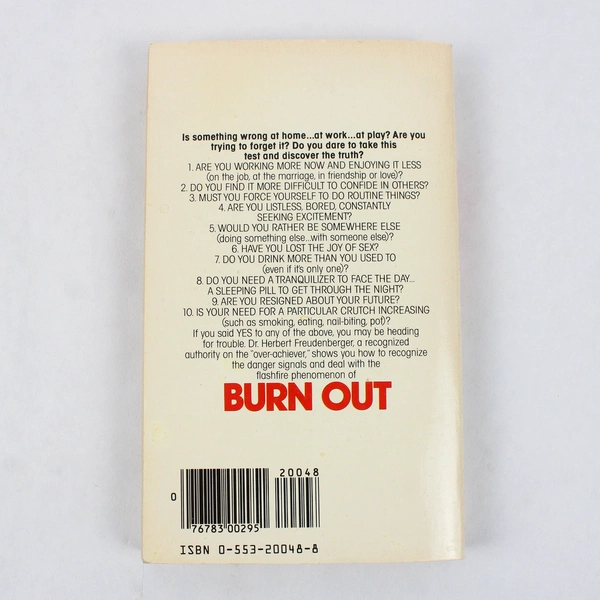 Is something wrong at home...at work...at play? Are you
trying to forget it? Do you dare to take this
test and discover the truth?
1. ARE YOU WORKING MORE NOW AND ENJOYING IT LESS
(on the job, at the marriage, in friendship or love)?
2. DO YOU FIND IT MORE DIFFICULT TO CONFIDE IN OTHERS?
3. MUST YOU FORCE YOURSELF TO DO ROUTINE THINGS?
4. ARE YOU LISTLESS, BORED, CONSTANTLY
SEEKING EXCITEMENT?
5. WOULD YOU RATHER BE SOMEWHERE ELSE
(doing something else...with someone else)?
6. HAVE YOU LOST THE JOY OF SEX?
7. DO YOU DRINK MORE THAN YOU USED TO
(even if it's only one)?
8. DO YOU NEED A TRANQUILIZER TO FACE THE DAY...
A SLEEPING PILL TO GET THROUGH THE NIGHT?
9. ARE YOU RESIGNED ABOUT YOUR FUTURE?
10. IS YOUR NEED FOR A PARTICULAR CRUTCH INCREASING
(such as smoking, eating, nail-biting, pot)?
If you said YES to any of the above, you may be heading
for trouble. Dr. Herbert Freudenberger, a recognized
authority on the "over-achiever," shows you how to recognize
the danger signals and deal with the
flashfire phenomenon of
BURN OUT
20048
0
76783 00295
ISBN 0-553-20048-8